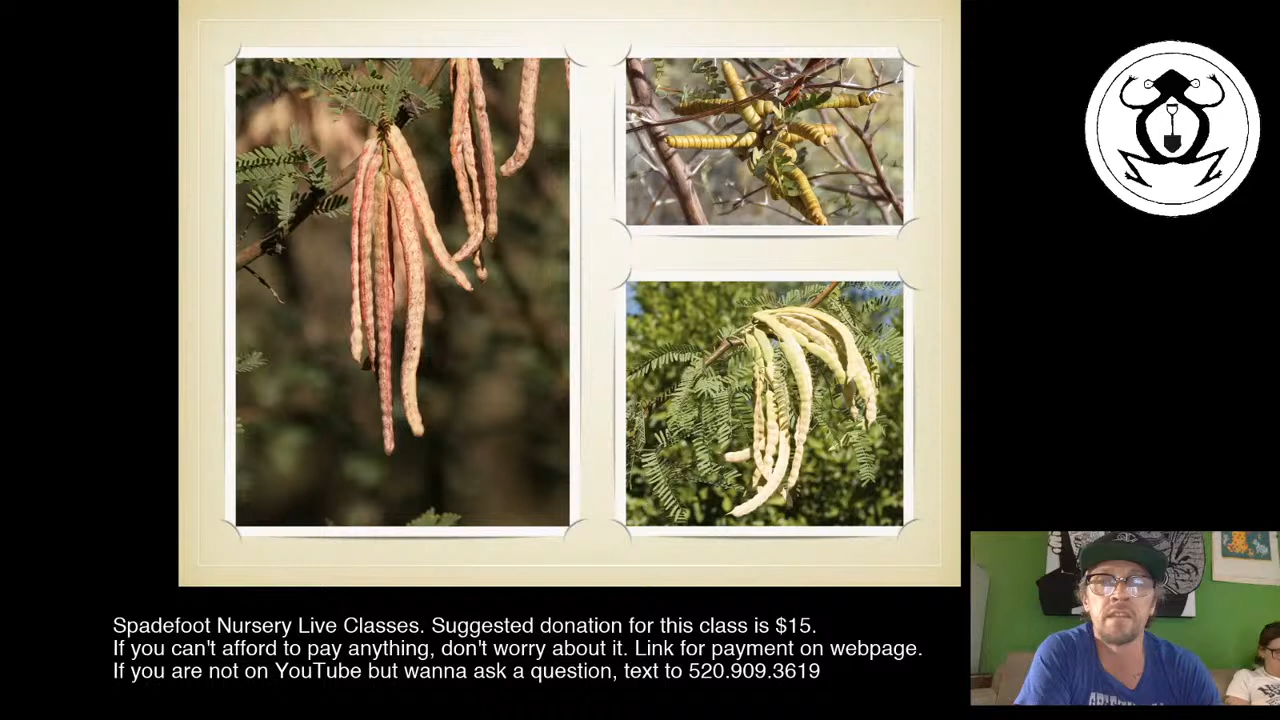 Spadefoot Nursery Live Classes. Suggested donation for this class is $15.
If you can't afford to pay anything, don't worry about it. Link for payment on webpage.
If you are not on YouTube but wanna ask a question, text to 520.909.3619